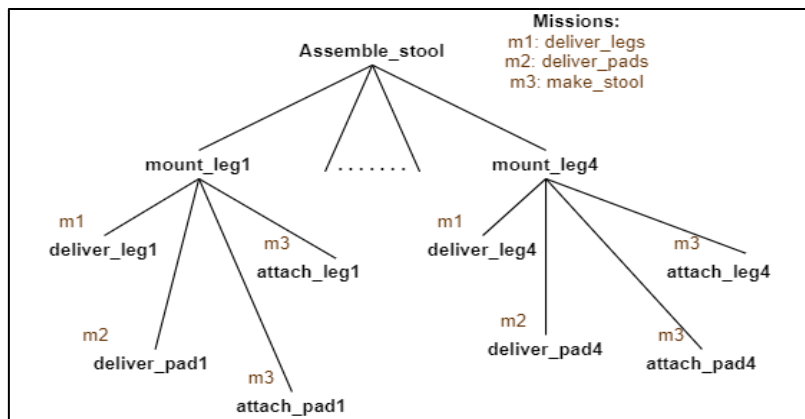 Missions:
m1: deliver_legs
m2: deliver_pads
m3: make_stool
Assemble_stool
mount_leg1
.......
mount_leg4
m1
deliver_leg1
m3
attach_leg1
m2
deliver_pad1
m3
attach_pad1
m1
deliver_leg4
m3
attach_leg4
m2
deliver_pad4
m3
attach_pad4